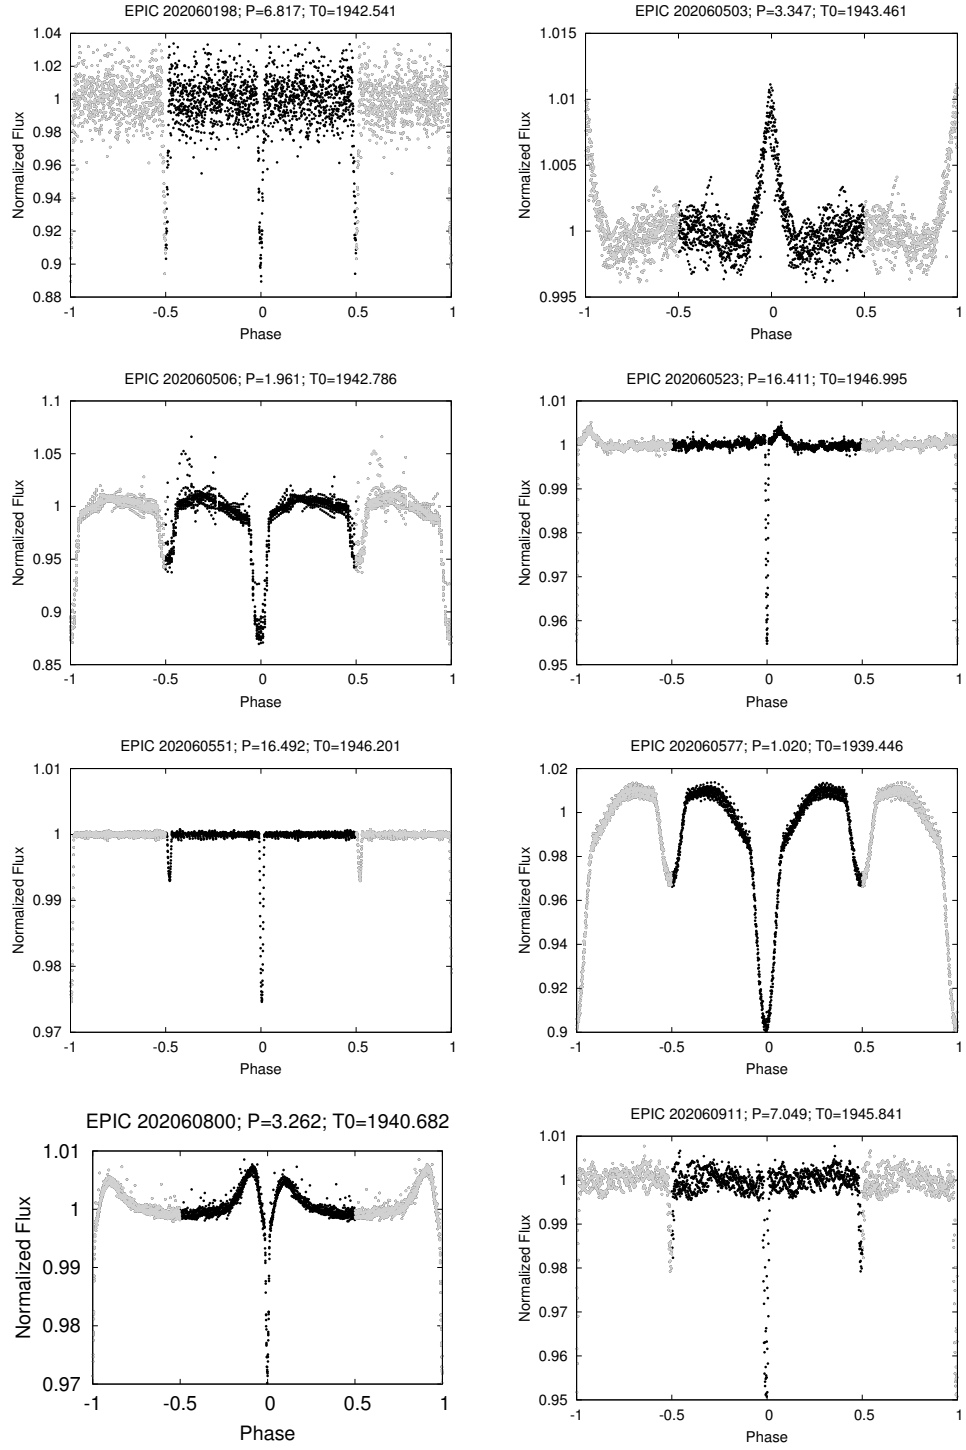 EPIC 202060198; P=6.817; T0=1942.541
1.04
1.02
1
0.98
0.96
0.94
0.92
0.9
0.88
Normalized Flux
-1 -0.5 0 0.5 1
Phase
EPIC 202060503; P=3.347; T0=1943.461
1.015
1.01
1.005
1
0.995
Normalized Flux
-1 -0.5 0 0.5 1
Phase
EPIC 202060506; P=1.961; T0=1942.786
1.1
1.05
1
0.95
0.9
0.85
Normalized Flux
-1 -0.5 0 0.5 1
Phase
EPIC 202060523; P=16.411; T0=1946.995
1.01
1
0.99
0.98
0.97
0.96
0.95
Normalized Flux
-1 -0.5 0 0.5 1
Phase
EPIC 202060551; P=16.492; T0=1946.201
1.01
1
0.99
0.98
0.97
Normalized Flux
-1 -0.5 0 0.5 1
Phase
EPIC 202060577; P=1.020; T0=1939.446
1.02
1
0.98
0.96
0.94
0.92
0.9
Normalized Flux
-1 -0.5 0 0.5 1
Phase
EPIC 202060800; P=3.262; T0=1940.682
1.01
1
0.99
0.98
0.97
Normalized Flux
-1 -0.5 0 0.5 1
Phase
EPIC 202060911; P=7.049; T0=1945.841
1.01
1
0.99
0.98
0.97
0.96
0.95
Normalized Flux
-1 -0.5 0 0.5 1
Phase